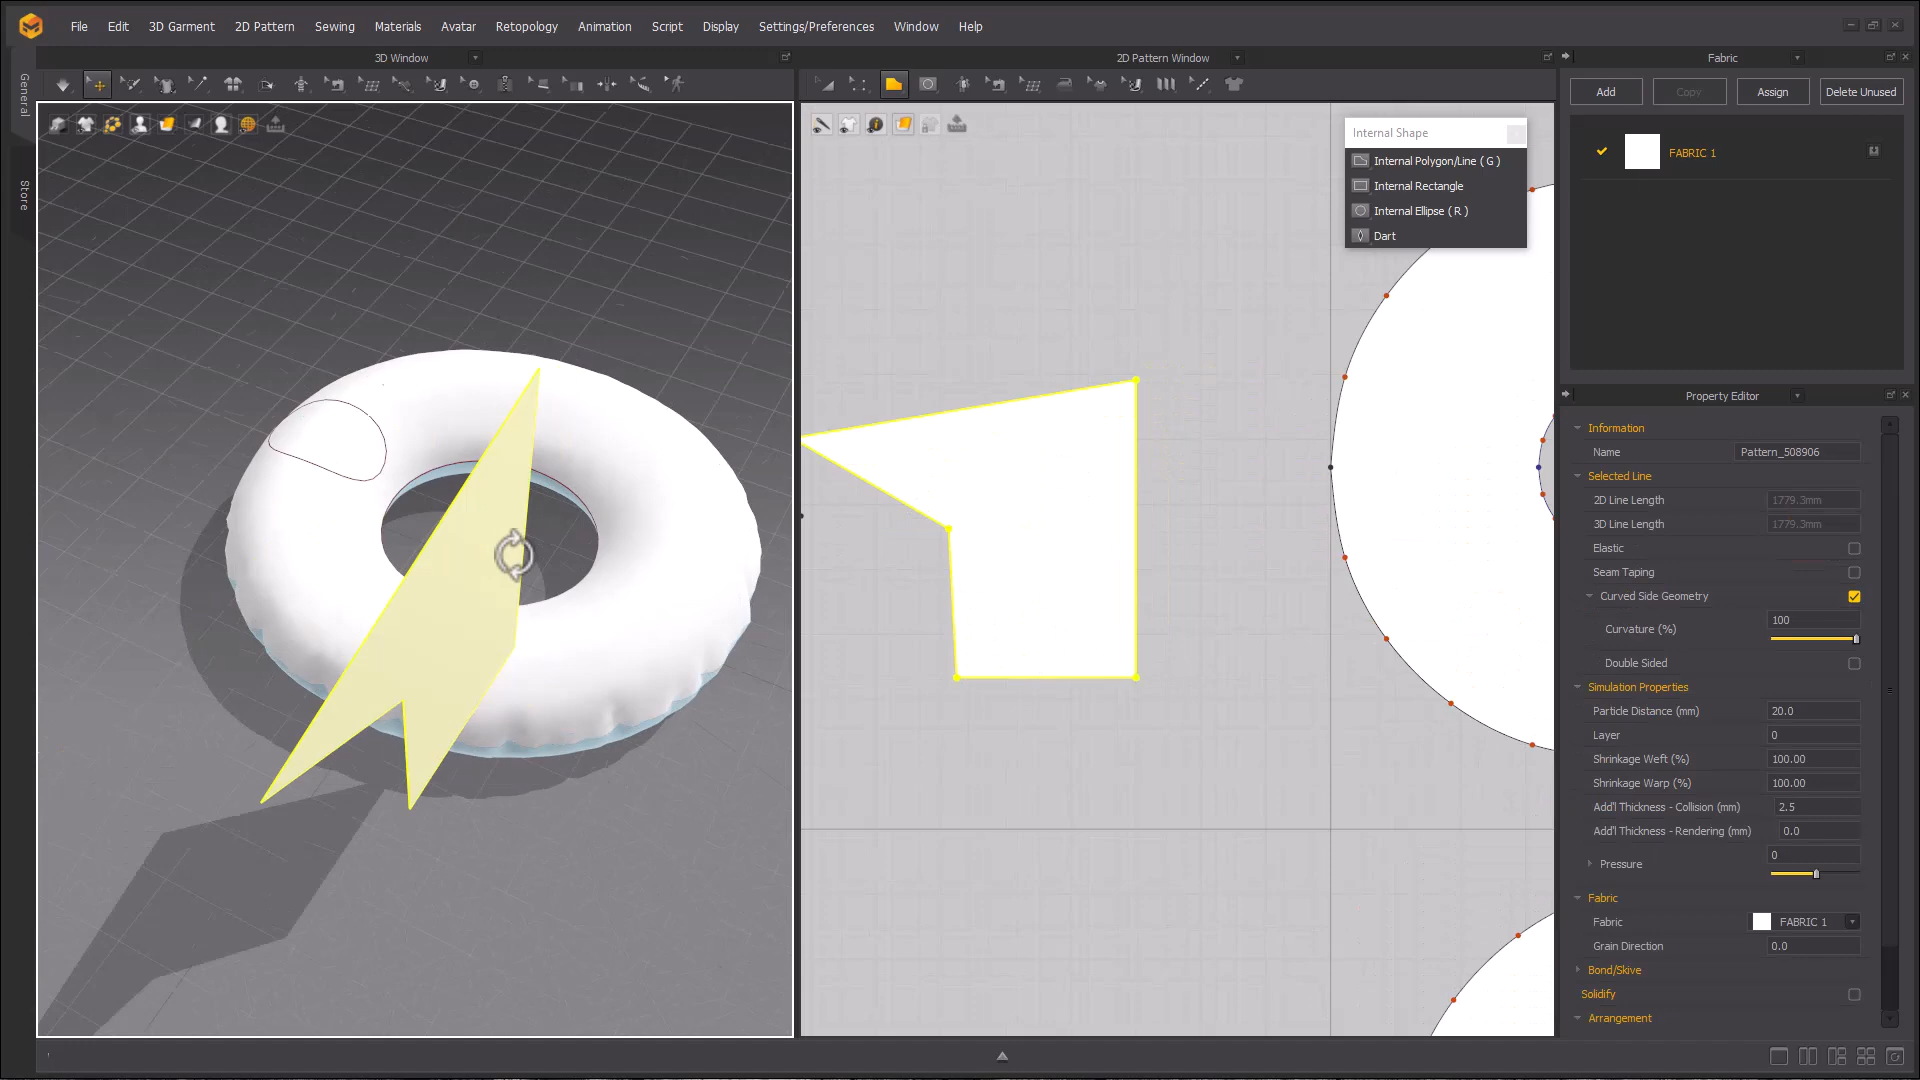 File Edit 3D Garment 2D Pattern Sewing Materials Avatar Retopology Animation Script Display Settings/Preferences Window Help
3D Window
2D Pattern Window
Fabric
General
Store
Add Copy Assign Delete Unused
FABRIC 1
Internal Shape
Internal Polygon/Line ( G )
Internal Rectangle
Internal Ellipse ( R )
Dart
Property Editor
Information
Name Pattern_508906
Selected Line
2D Line Length 1779.3mm
3D Line Length 1779.3mm
Elastic
Seam Taping
Curved Side Geometry
Curvature (%) 100
Double Sided
Simulation Properties
Particle Distance (mm) 20.0
Layer 0
Shrinkage Weft (%) 100.00
Shrinkage Warp (%) 100.00
Add'l Thickness - Collision (mm) 2.5
Add'l Thickness - Rendering (mm) 0.0
Pressure 0
Fabric
Fabric FABRIC 1
Grain Direction 0.0
Bond/Skive
Solidify
Arrangement